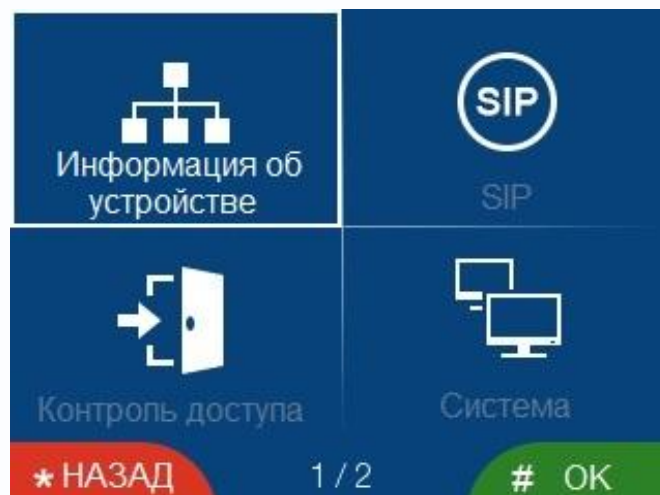 SIP
Информация об
устройстве
SIP
Контроль доступа
Система
* НАЗАД
1 / 2
# OK